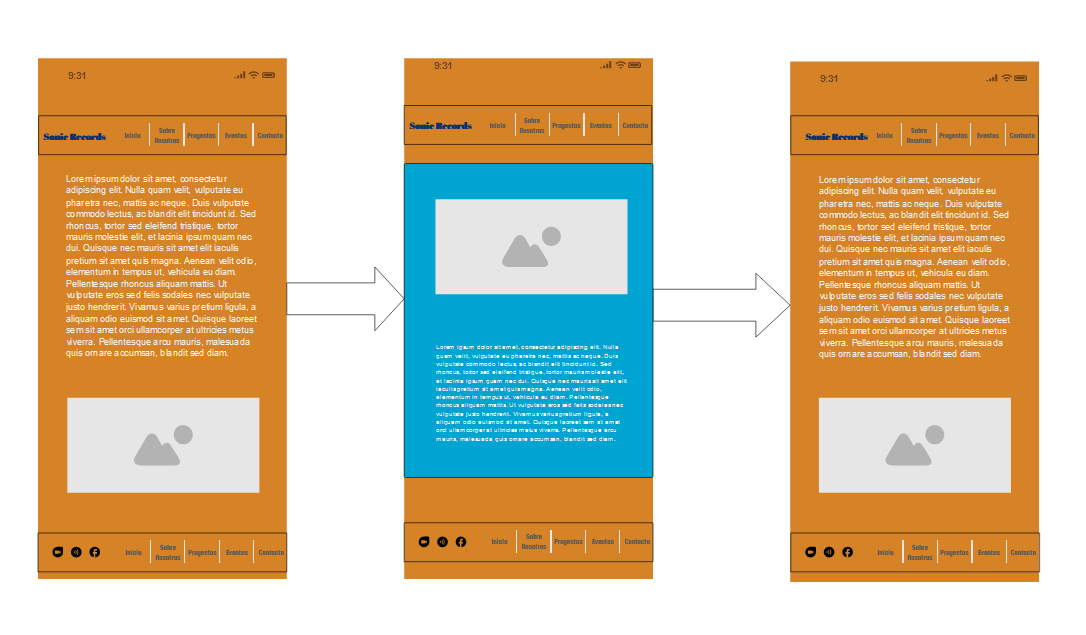 9:31
Sonic Records
Inicio
Sobre
Nosotros
Proyectos
Eventos
Contacto
Lorem ipsum dolor sit amet, consectetur
adipiscing elit. Nulla quam velit, vulputate eu
pharetra nec, mattis ac neque. Duis vulputate
commodo lectus, ac blandit elit tincidunt id. Sed
rhoncus, tortor sed eleifend tristique, tortor
mauris molestie elit, et lacinia ipsum quam nec
dui. Quisque nec mauris sit amet elit iaculis
pretium sit amet quis magna. Aenean velit odio,
elementum in tempus ut, vehicula eu diam.
Pellentesque rhoncus aliquam mattis. Ut
vulputate eros sed felis sodales nec vulputate
justo hendrerit. Vivamus varius pretium ligula, a
aliquam odio euismod sit amet. Quisque laoreet
sem sit amet orci ullamcorper at ultricies metus
viverra. Pellentesque arcu mauris, malesuada
quis ornare accumsan, blandit sed diam.
Inicio
Sobre
Nosotros
Proyectos
Eventos
Contacto
9:31
Sonic Records
Inicio
Sobre
Nosotros
Proyectos
Eventos
Contacto
Lorem ipsum dolor sit amet, consectetur adipiscing elit. Nulla
quam velit, vulputate eu pharetra nec, mattis ac neque. Duis
vulputate commodo lectus, ac blandit elit tincidunt id. Sed
rhoncus, tortor sed eleifend tristique, tortor mauris molestie elit,
et lacinia ipsum quam nec dui. Quisque nec mauris sit amet elit
iaculis pretium sit amet quis magna. Aenean velit odio,
elementum in tempus ut, vehicula eu diam. Pellentesque
rhoncus aliquam mattis. Ut vulputate eros sed felis sodales nec
vulputate justo hendrerit. Vivamus varius pretium ligula, a
aliquam odio euismod sit amet. Quisque laoreet sem sit amet
orci ullamcorper at ultricies metus viverra. Pellentesque arcu
mauris, malesuada quis ornare accumsan, blandit sed diam.
Inicio
Sobre
Nosotros
Proyectos
Eventos
Contacto
9:31
Sonic Records
Inicio
Sobre
Nosotros
Proyectos
Eventos
Contacto
Lorem ipsum dolor sit amet, consectetur
adipiscing elit. Nulla quam velit, vulputate eu
pharetra nec, mattis ac neque. Duis vulputate
commodo lectus, ac blandit elit tincidunt id. Sed
rhoncus, tortor sed eleifend tristique, tortor
mauris molestie elit, et lacinia ipsum quam nec
dui. Quisque nec mauris sit amet elit iaculis
pretium sit amet quis magna. Aenean velit odio,
elementum in tempus ut, vehicula eu diam.
Pellentesque rhoncus aliquam mattis. Ut
vulputate eros sed felis sodales nec vulputate
justo hendrerit. Vivamus varius pretium ligula, a
aliquam odio euismod sit amet. Quisque laoreet
sem sit amet orci ullamcorper at ultricies metus
viverra. Pellentesque arcu mauris, malesuada
quis ornare accumsan, blandit sed diam.
Inicio
Sobre
Nosotros
Proyectos
Eventos
Contacto